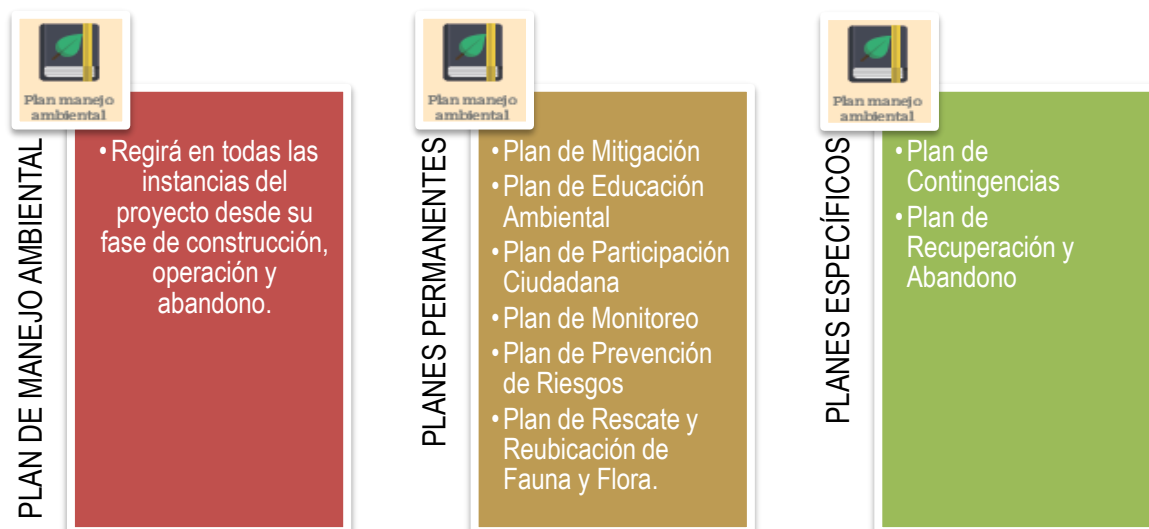 Plan manejo
ambiental
PLAN DE MANEJO AMBIENTAL
• Regirá en todas las
instancias del
proyecto desde su
fase de construcción,
operación y
abandono.
Plan manejo
ambiental
PLANES PERMANENTES
• Plan de Mitigación
• Plan de Educación
Ambiental
• Plan de Participación
Ciudadana
• Plan de Monitoreo
• Plan de Prevención
de Riesgos
• Plan de Rescate y
Reubicación de
Fauna y Flora.
Plan manejo
ambiental
PLANES ESPECÍFICOS
• Plan de
Contingencias
• Plan de
Recuperación y
Abandono